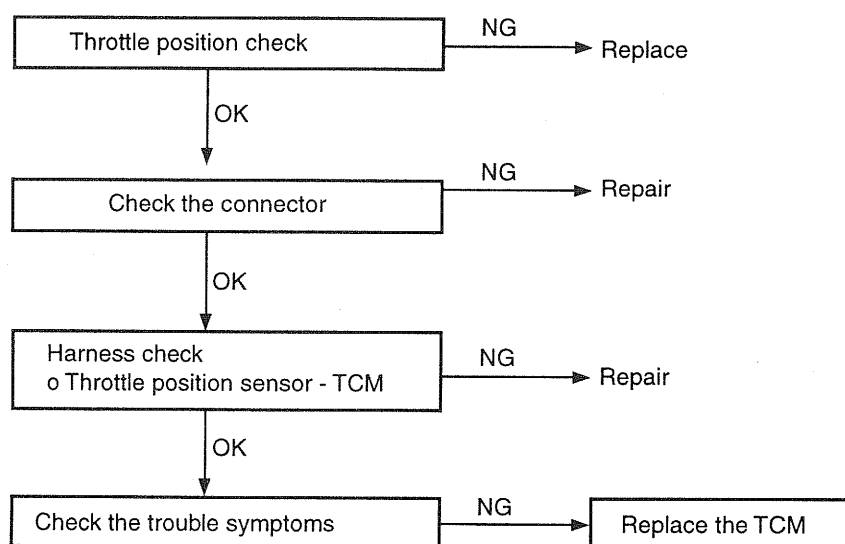 Throttle position check
NG
Replace
OK
Check the connector
NG
Repair
OK
Harness check
o Throttle position sensor - TCM
NG
Repair
OK
Check the trouble symptoms
NG
Replace the TCM